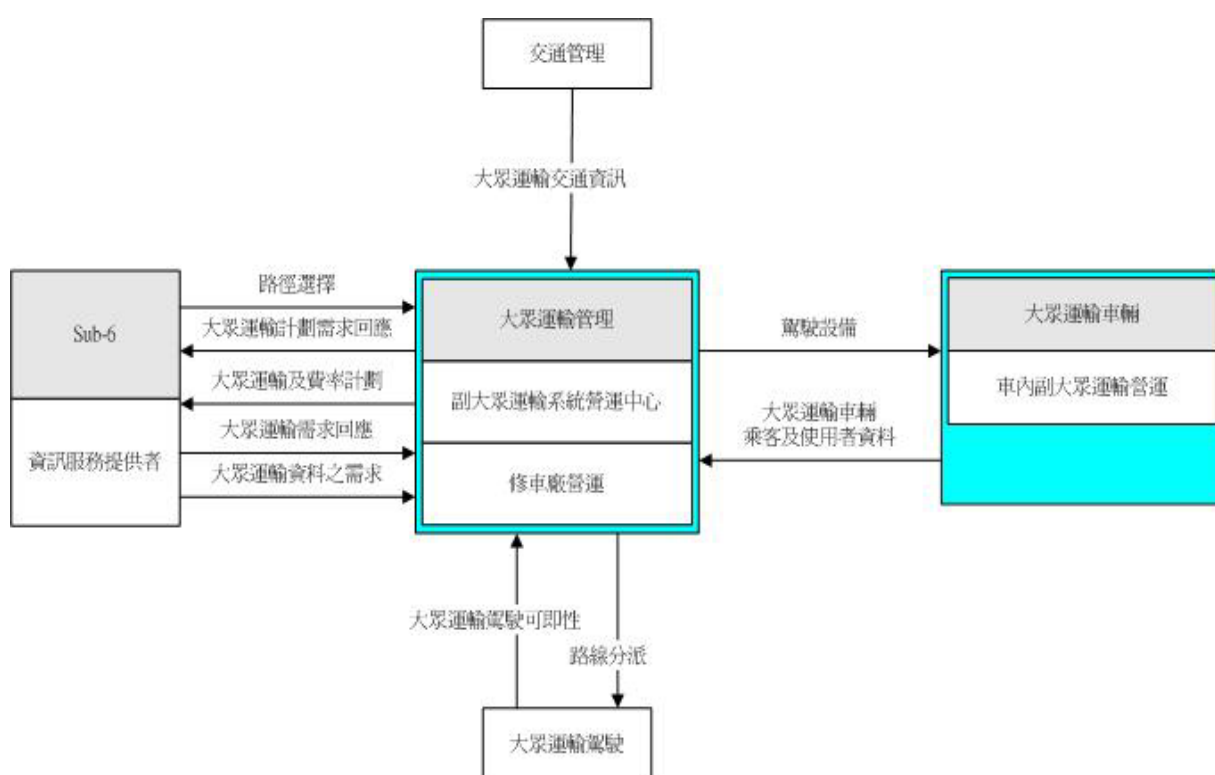 交通管理
大眾運輸交通資訊
Sub-6
資訊服務提供者
路徑選擇
大眾運輸計劃需求回應
大眾運輸及費率計劃
大眾運輸需求回應
大眾運輸資料之需求
大眾運輸管理
副大眾運輸系統營運中心
修車廠營運
駕駛設備
大眾運輸車輛
乘客及使用者資料
大眾運輸車輛
車內副大眾運輸營運
大眾運輸駕駛可即性
路線分派
大眾運輸駕駛